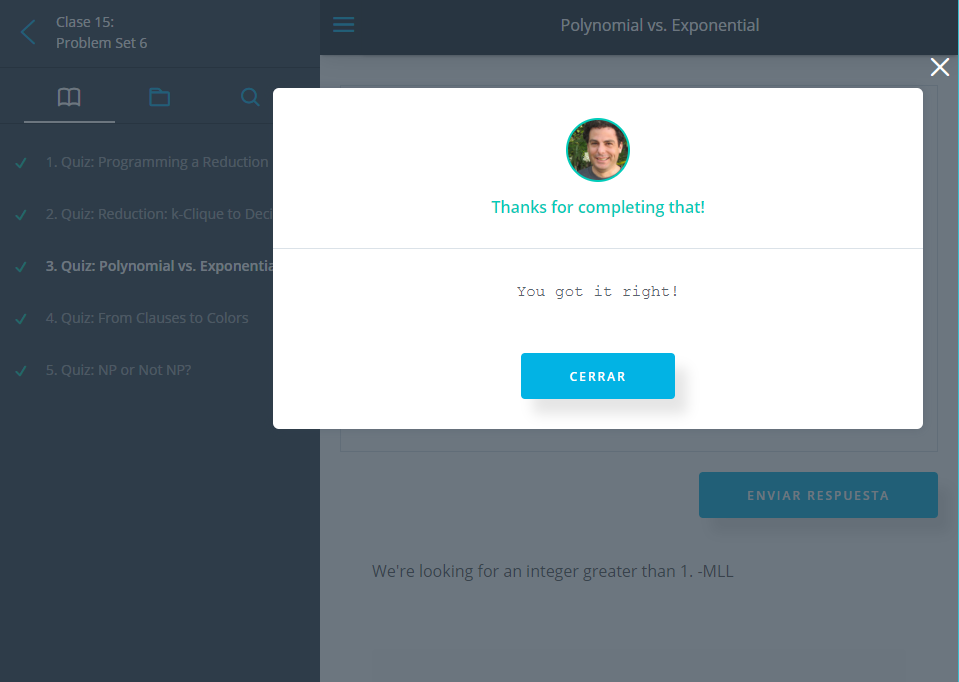 Clase 15:
Problem Set 6
Polynomial vs. Exponential
1. Quiz: Programming a Reduction
2. Quiz: Reduction: k-Clique to Deci
3. Quiz: Polynomial vs. Exponentia
4. Quiz: From Clauses to Colors
5. Quiz: NP or Not NP?
Thanks for completing that!
You got it right!
CERRAR
ENVIAR RESPUESTA
We're looking for an integer greater than 1. -MLL